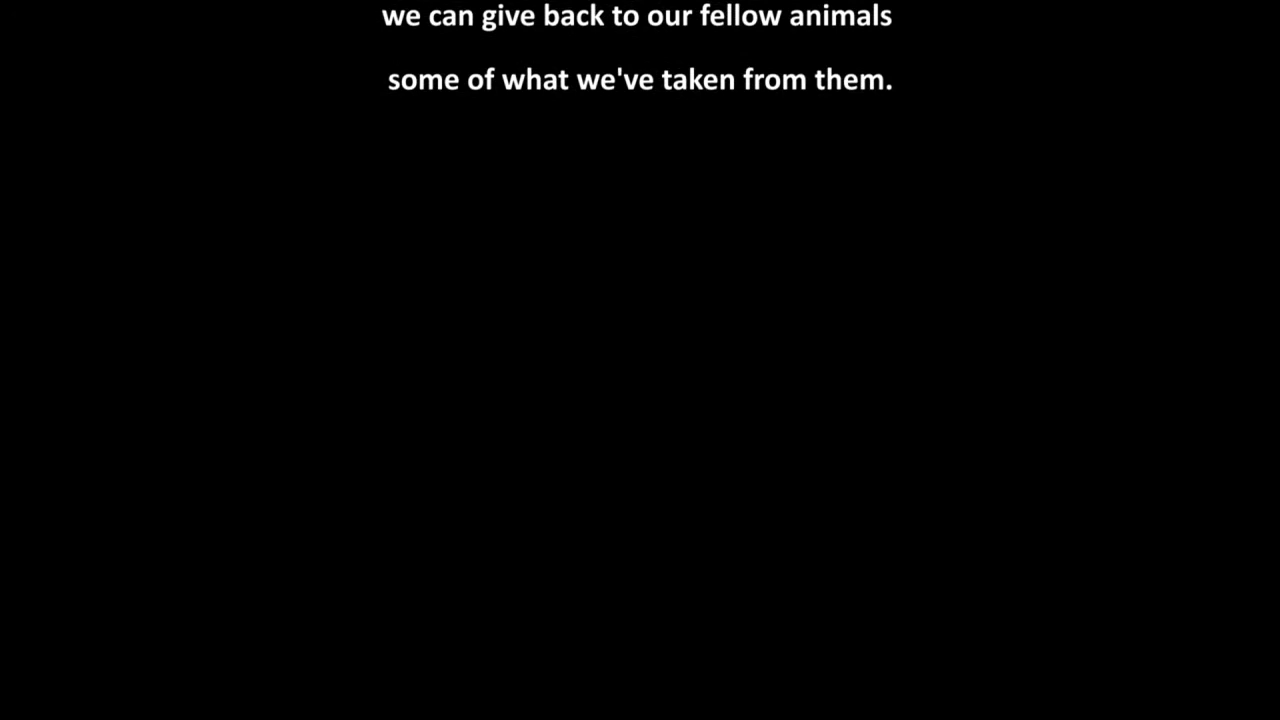 we can give back to our fellow animals
some of what we've taken from them.